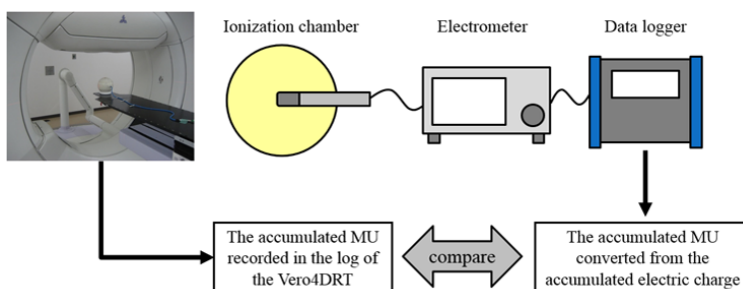 Ionization chamber
Electrometer
Data logger
The accumulated MU
recorded in the log of
the Vero4DRT
compare
The accumulated MU
converted from the
accumulated electric charge